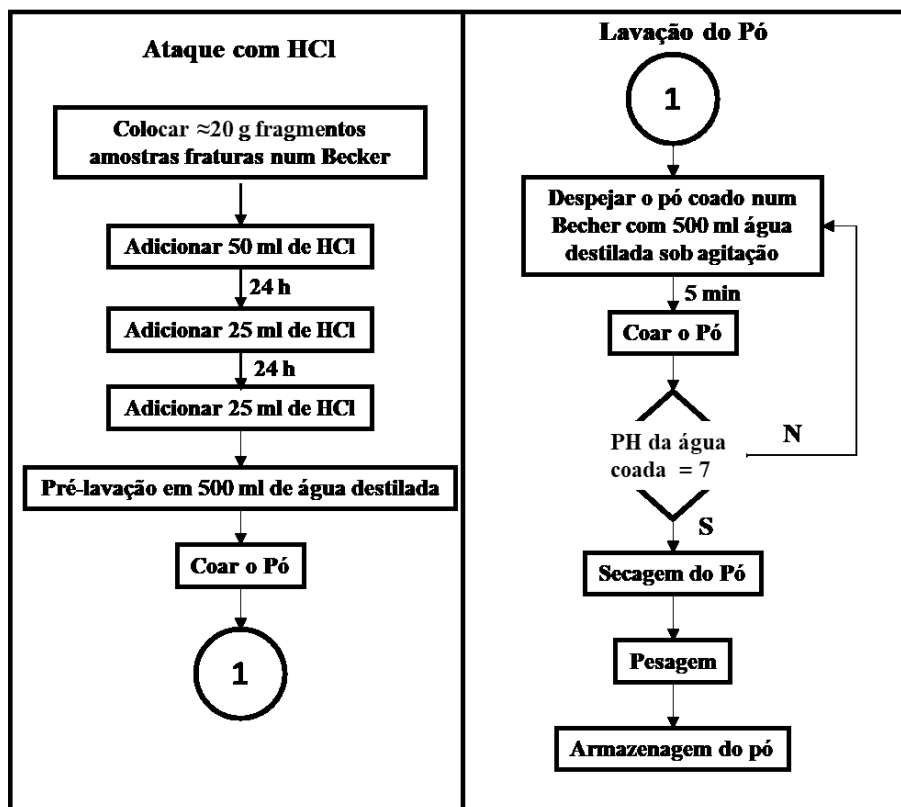 Ataque com HCl
Colocar ≈20 g fragmentos
amostras fraturas num Becker
Adicionar 50 ml de HCl
24 h
Adicionar 25 ml de HCl
24 h
Adicionar 25 ml de HCl
Pré-lavação em 500 ml de água destilada
Coar o Pó
1
Lavação do Pó
1
Despejar o pó coado num
Becher com 500 ml água
destilada sob agitação
5 min
Coar o Pó
PH da água
coada = 7
N
S
Secagem do Pó
Pesagem
Armazenagem do pó